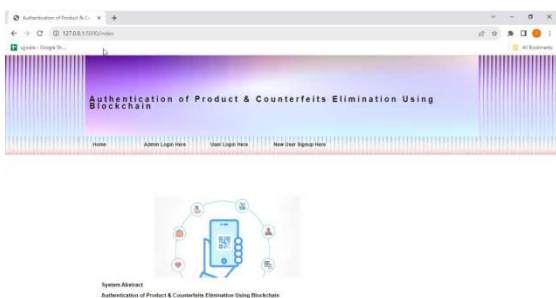 Authentication of Product & C
127.0.0.1:5000/index
All Bookmarks
Authentication of Product & Counterfeits Elimination Using
Blockchain
Home Admin Login Here User Login Here New User Signup Here
System Abstract
Authentication of Product & Counterfeits Elimination Using Blockchain